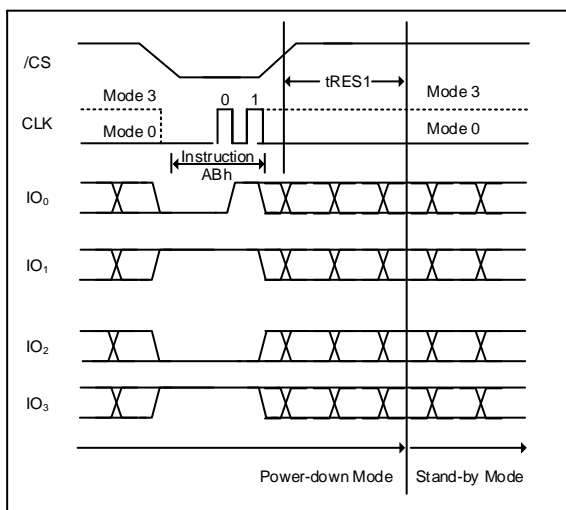 /CS
tRES1
Mode 3 0 1 Mode 3
CLK
Mode 0 Mode 0
Instruction
ABh
IO₀
IO₁
IO₂
IO₃
Power-down Mode Stand-by Mode